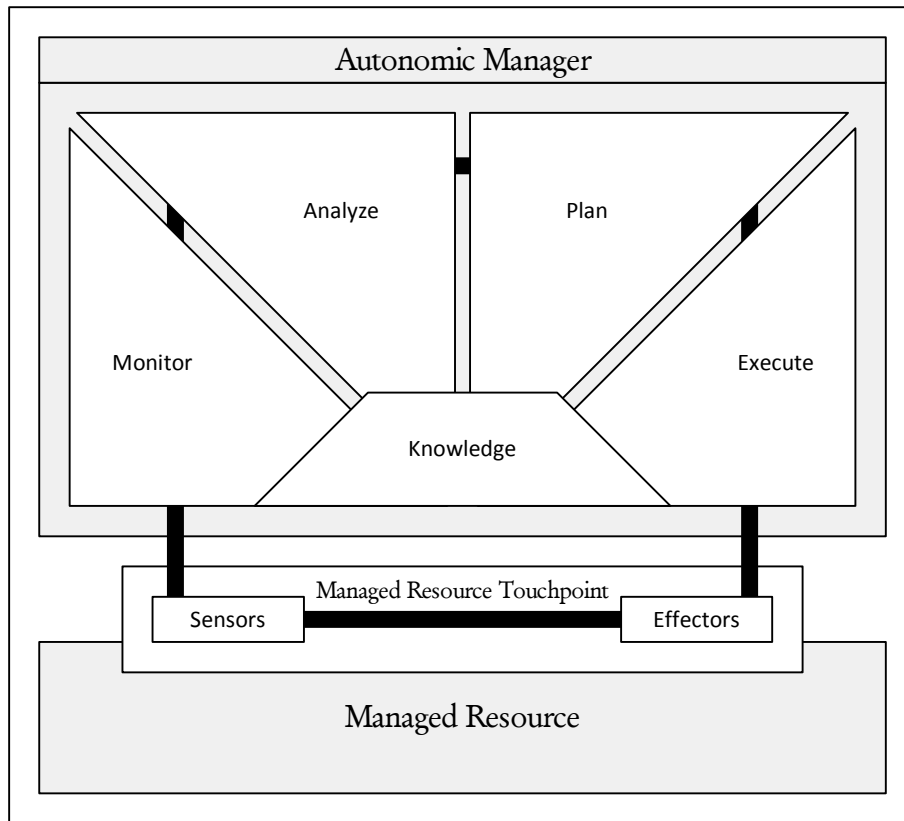 Autonomic Manager
Analyze
Plan
Monitor
Execute
Knowledge
Managed Resource Touchpoint
Sensors
Effectors
Managed Resource